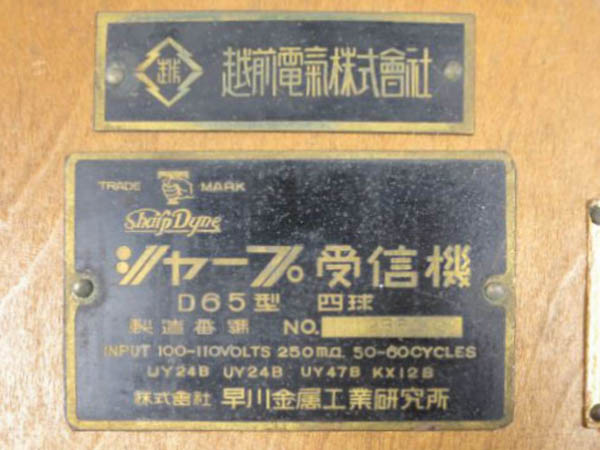 越前電氣株式會社
TRADE MARK
Sharp Dyne
シャープ受信機
D65型 四球
製造番號 NO.
INPUT 100-110VOLTS 250m.a. 50-60CYCLES
UY24B UY24B UY47B KX12B
株式會社 早川金属工業研究所